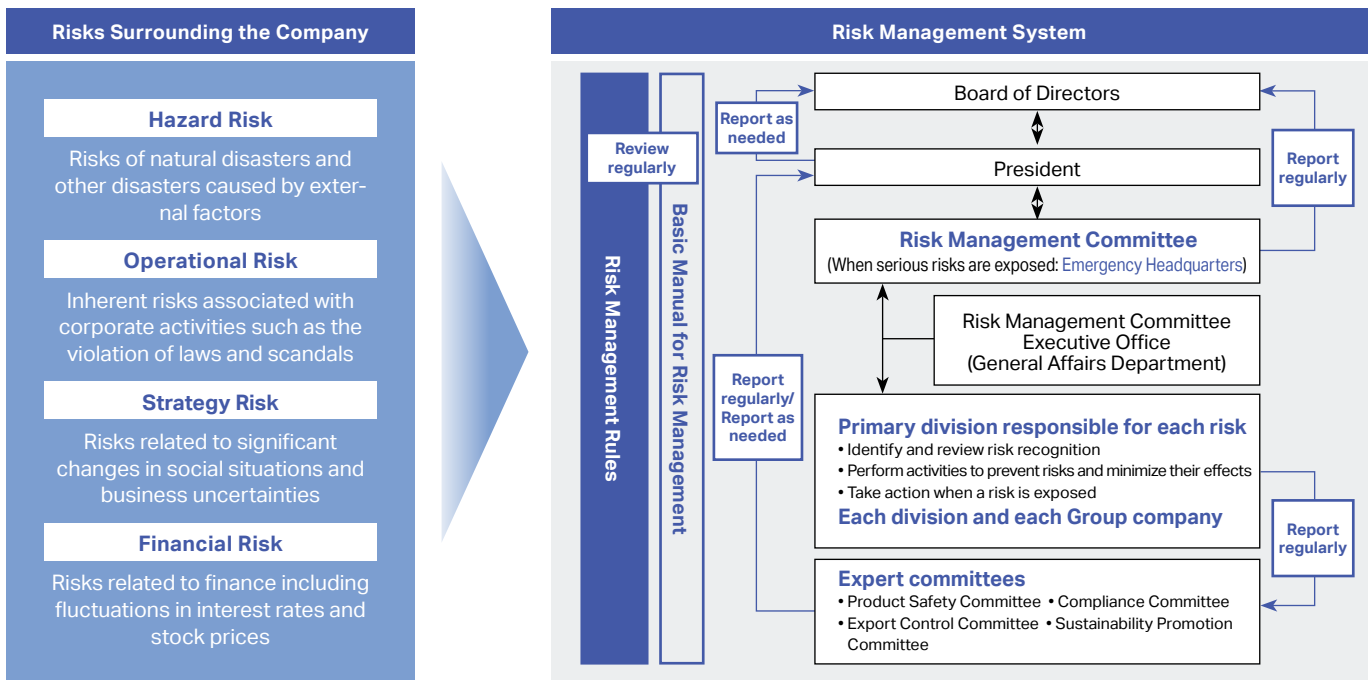 Risks Surrounding the Company
Hazard Risk
Risks of natural disasters and
other disasters caused by exter-
nal factors
Operational Risk
Inherent risks associated with
corporate activities such as the
violation of laws and scandals
Strategy Risk
Risks related to significant
changes in social situations and
business uncertainties
Financial Risk
Risks related to finance including
fluctuations in interest rates and
stock prices
Risk Management System
Risk Management Rules
Basic Manual for Risk Management
Review
regularly
Report as
needed
Report
regularly/
Report as
needed
Board of Directors
President
Risk Management Committee
(When serious risks are exposed: Emergency Headquarters)
Risk Management Committee
Executive Office
(General Affairs Department)
Primary division responsible for each risk
• Identify and review risk recognition
• Perform activities to prevent risks and minimize their effects
• Take action when a risk is exposed
Each division and each Group company
Expert committees
• Product Safety Committee • Compliance Committee
• Export Control Committee • Sustainability Promotion
Committee
Report
regularly
Report
regularly